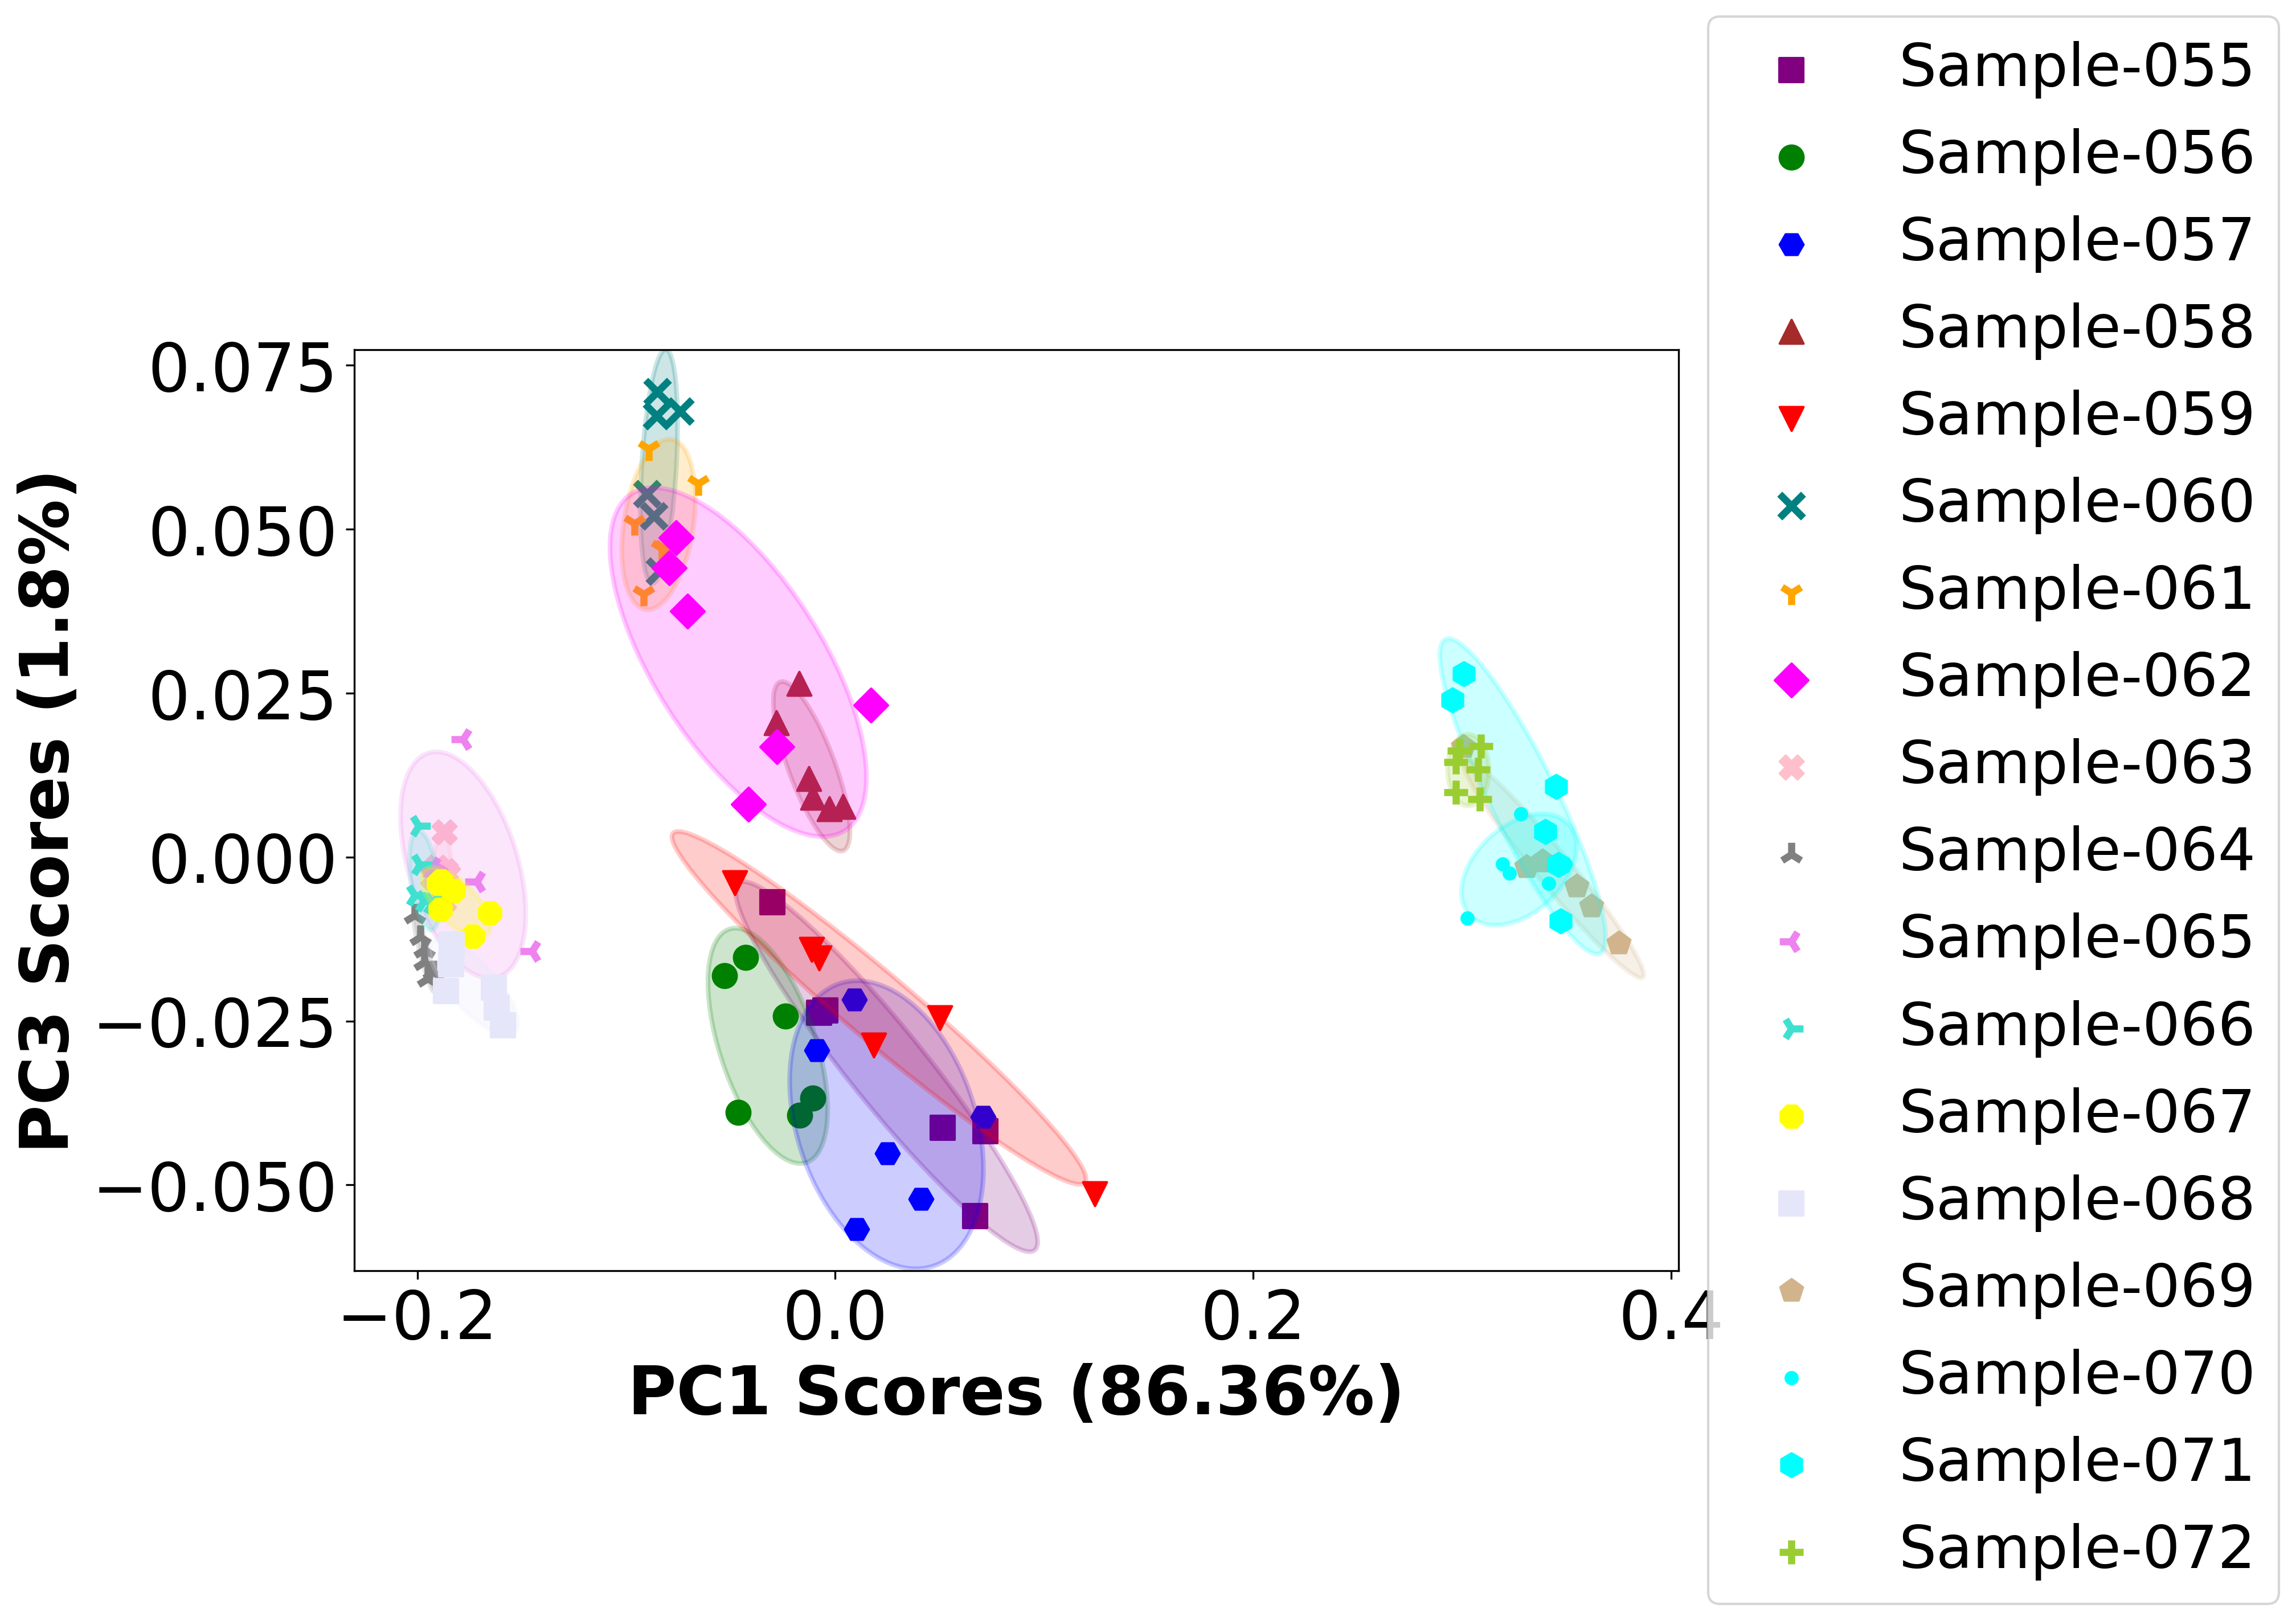 Sample-055
Sample-056
Sample-057
Sample-058
Sample-059
Sample-060
Sample-061
Sample-062
Sample-063
Sample-064
Sample-065
Sample-066
Sample-067
Sample-068
Sample-069
Sample-070
Sample-071
Sample-072
0.075
0.050
0.025
0.000
−0.025
−0.050
PC3 Scores (1.8%)
−0.2 0.0 0.2 0.4
PC1 Scores (86.36%)